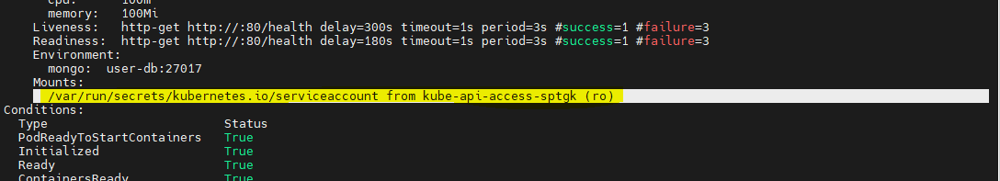 cpu: 100m
memory: 100Mi
Liveness: http-get http://:80/health delay=300s timeout=1s period=3s #success=1 #failure=3
Readiness: http-get http://:80/health delay=180s timeout=1s period=3s #success=1 #failure=3
Environment:
mongo: user-db:27017
Mounts:
/var/run/secrets/kubernetes.io/serviceaccount from kube-api-access-sptgk (ro)
Conditions:
Type Status
PodReadyToStartContainers True
Initialized True
Ready True
ContainersReady True